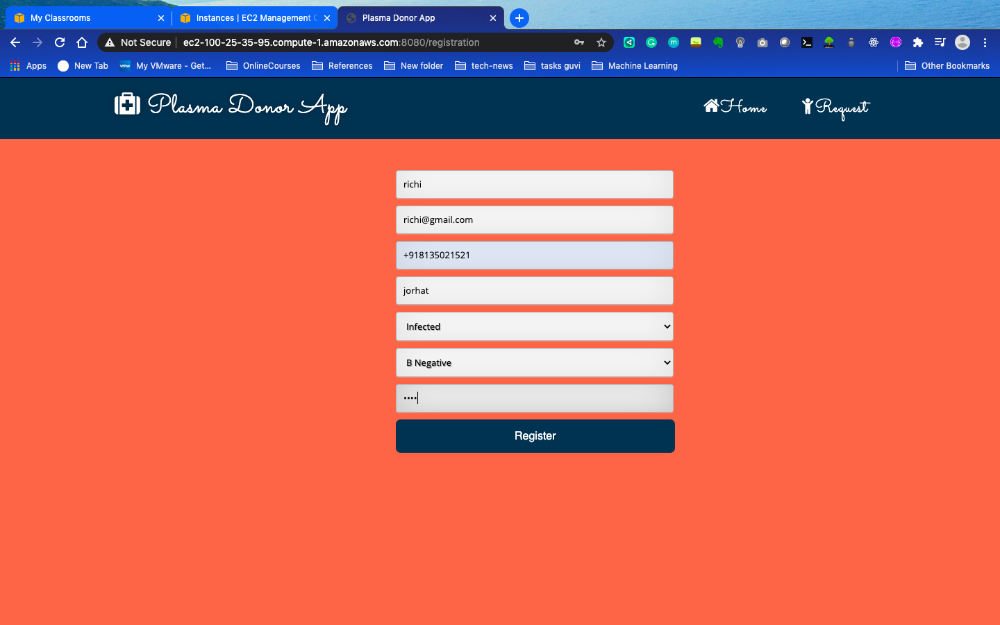 My Classrooms
Instances | EC2 Management C
Plasma Donor App
Not Secure
ec2-100-25-35-95.compute-1.amazonaws.com:8080/registration
Apps
New Tab
vmw My VMware - Get...
OnlineCourses
References
New folder
tech-news
tasks guvi
Machine Learning
Other Bookmarks
Plasma Donor App
Home
Request
richi
richi@gmail.com
+918135021521
jorhat
Infected
B Negative
••••
Register